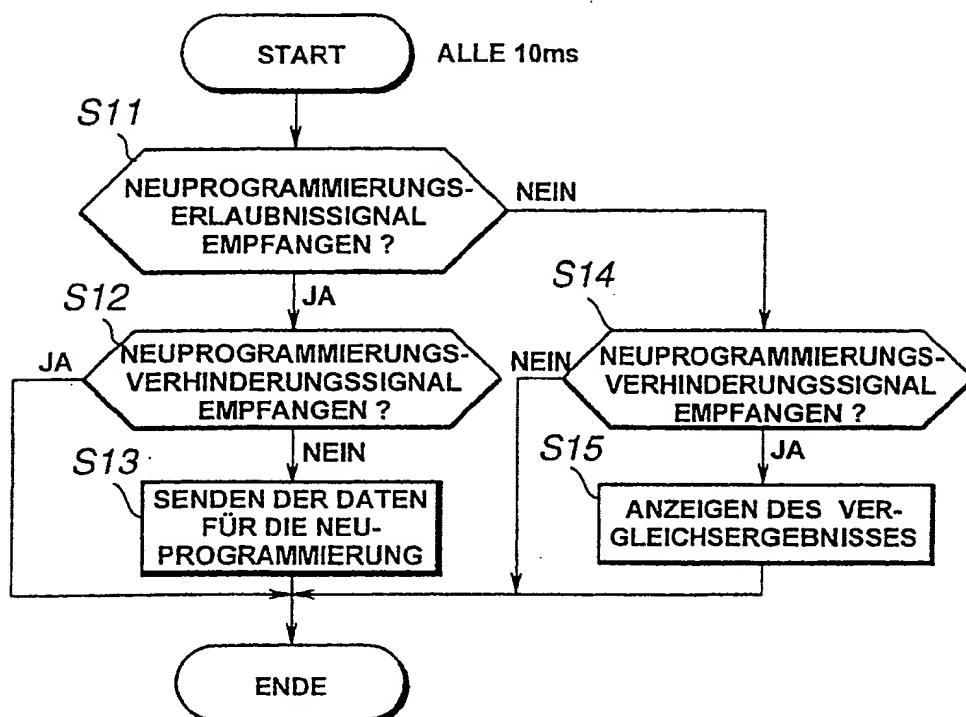 START
ALLE 10ms
S11
NEUPROGRAMMIERUNGS-
ERLAUBNISSIGNAL
EMPFANGEN ?
NEIN
JA
S12
JA
NEUPROGRAMMIERUNGS-
VERHINDERUNGSSIGNAL
EMPFANGEN ?
NEIN
S13
SENDEN DER DATEN
FÜR DIE NEU-
PROGRAMMIERUNG
S14
NEIN
NEUPROGRAMMIERUNGS-
VERHINDERUNGSSIGNAL
EMPFANGEN ?
JA
S15
ANZEIGEN DES VER-
GLEICHSERGEBNISSES
ENDE